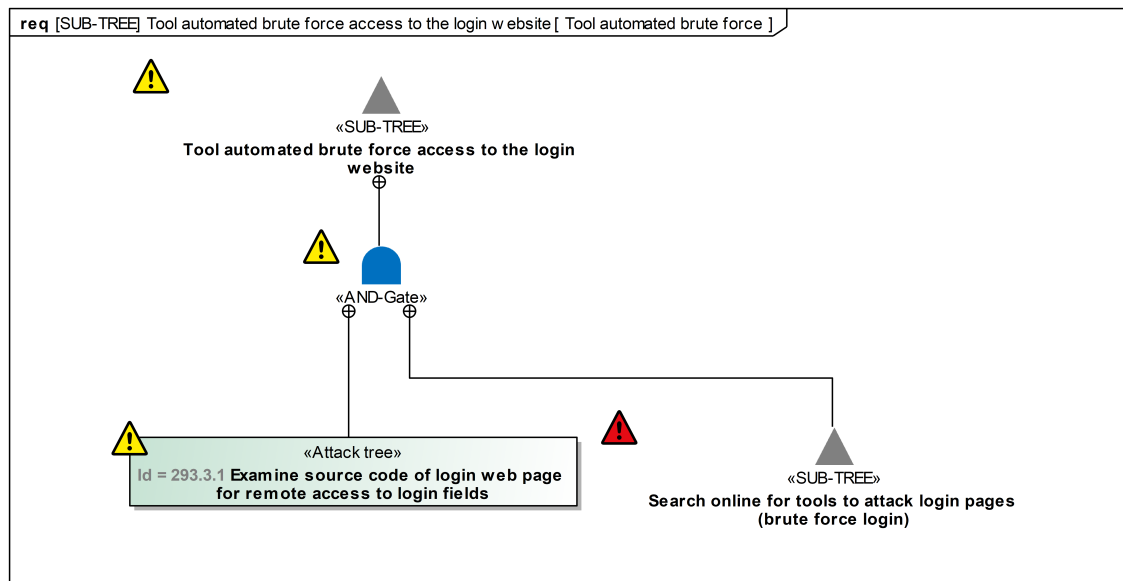 req [SUB-TREE] Tool automated brute force access to the login website [ Tool automated brute force ]
«SUB-TREE»
Tool automated brute force access to the login
website
«AND-Gate»
«Attack tree»
Id = 293.3.1 Examine source code of login web page
for remote access to login fields
«SUB-TREE»
Search online for tools to attack login pages
(brute force login)